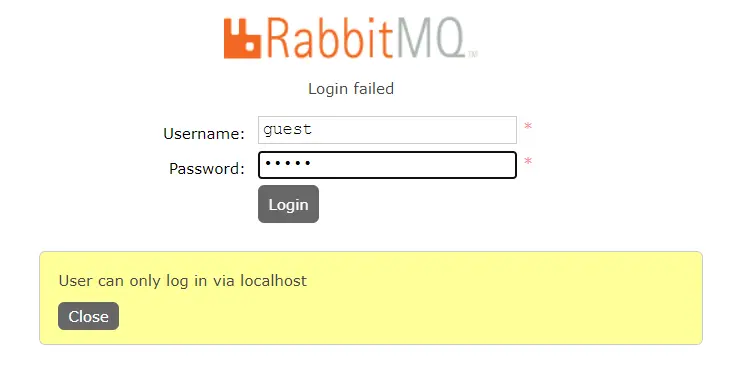 RabbitMQ™
Login failed
Username: guest *
Password: ••••• *
Login
User can only log in via localhost
Close